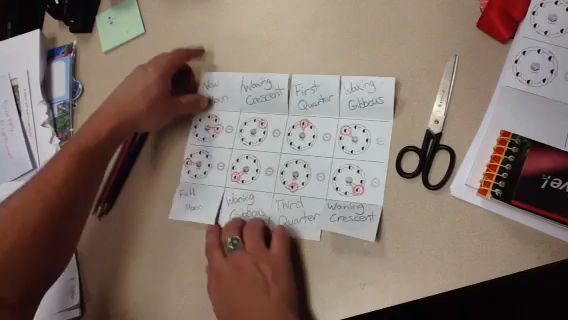 New
Moon
Waxing
Crescent
First
Quarter
Waxing
Gibbous
Full
Moon
Waning
Gibbous
Third
Quarter
Waning
Crescent